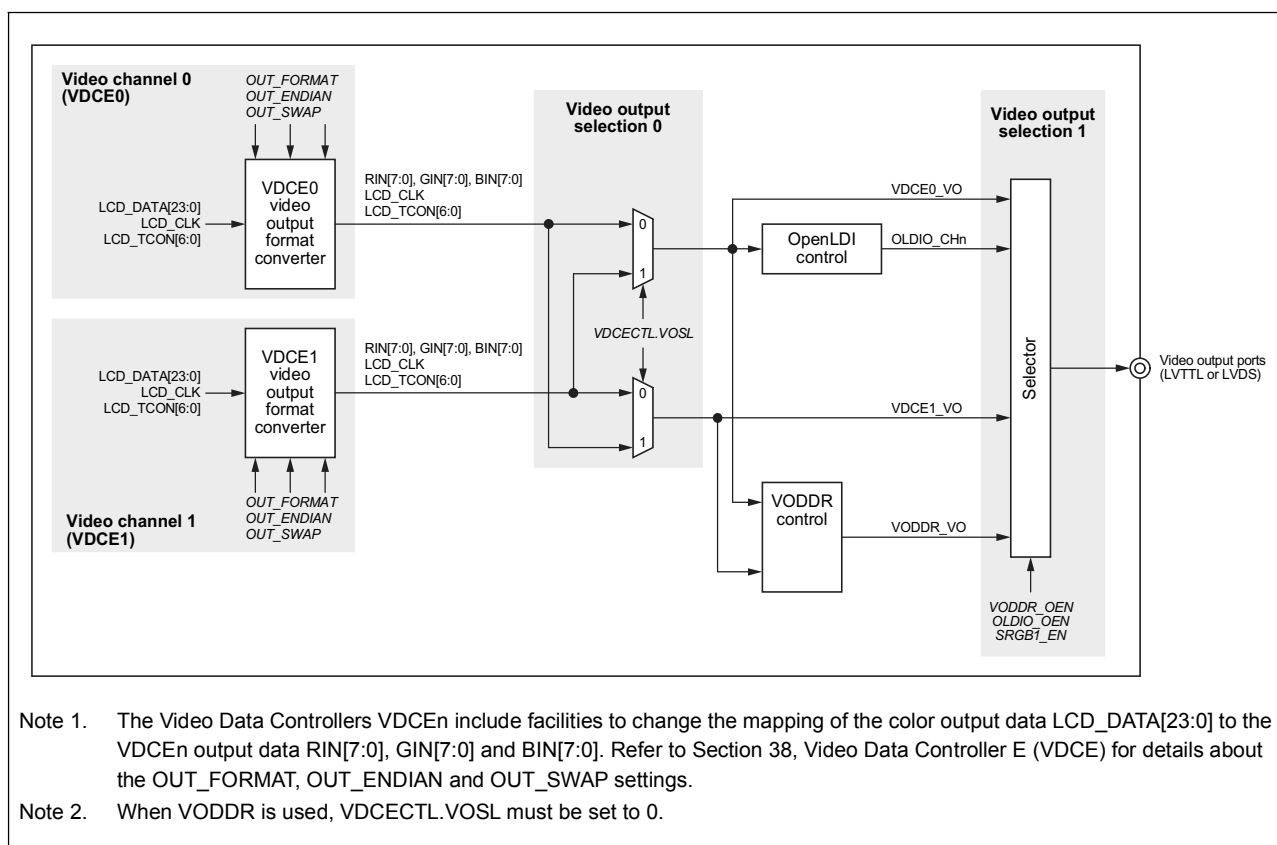 Video channel 0
(VDCE0)
OUT_FORMAT
OUT_ENDIAN
OUT_SWAP
VDCE0
video
output
format
converter
LCD_DATA[23:0]
LCD_CLK
LCD_TCON[6:0]
RIN[7:0], GIN[7:0], BIN[7:0]
LCD_CLK
LCD_TCON[6:0]
Video output
selection 0
0
1
VDCECTL.VOSL
0
1
Video channel 1
(VDCE1)
VDCE1
video
output
format
converter
LCD_DATA[23:0]
LCD_CLK
LCD_TCON[6:0]
RIN[7:0], GIN[7:0], BIN[7:0]
LCD_CLK
LCD_TCON[6:0]
OUT_FORMAT
OUT_ENDIAN
OUT_SWAP
OpenLDI
control
VODDR
control
Video output
selection 1
VDCE0_VO
OLDIO_CHn
VDCE1_VO
VODDR_VO
Selector
VODDR_OEN
OLDIO_OEN
SRGB1_EN
Video output ports
(LVTTL or LVDS)
Note 1. The Video Data Controllers VDCEn include facilities to change the mapping of the color output data LCD_DATA[23:0] to the
VDCEn output data RIN[7:0], GIN[7:0] and BIN[7:0]. Refer to Section 38, Video Data Controller E (VDCE) for details about
the OUT_FORMAT, OUT_ENDIAN and OUT_SWAP settings.
Note 2. When VODDR is used, VDCECTL.VOSL must be set to 0.